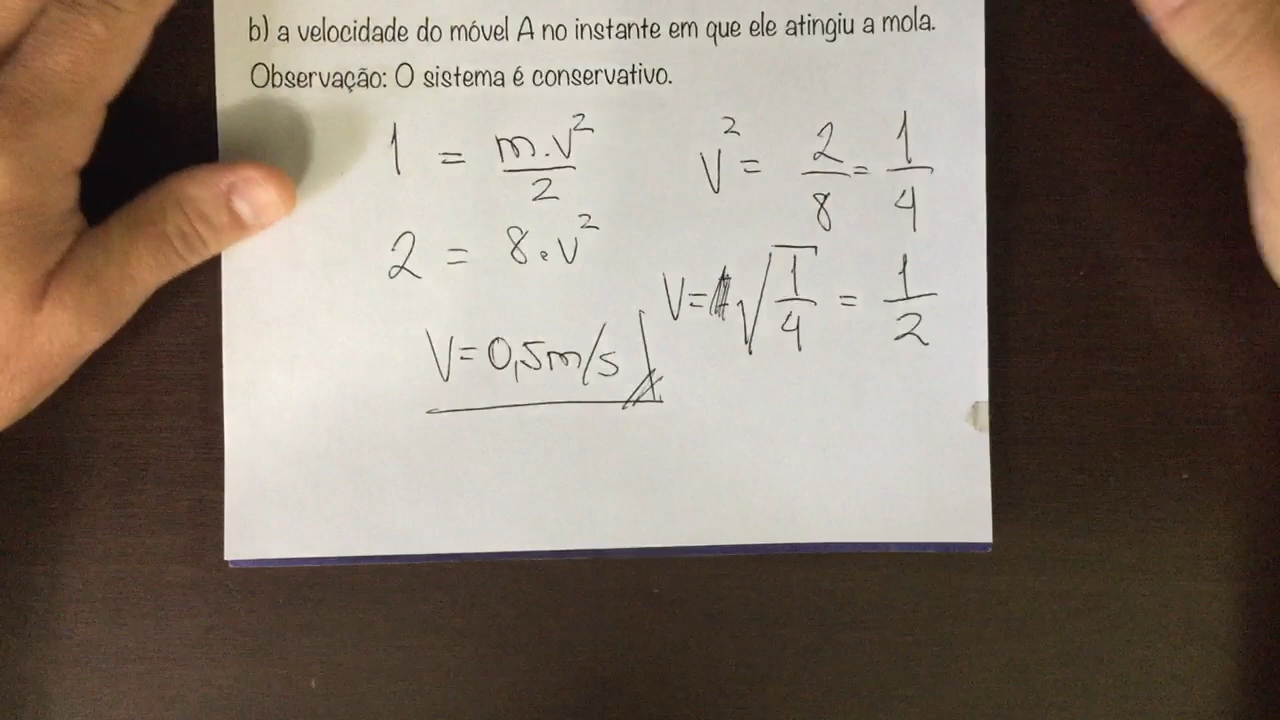 b) a velocidade do móvel A no instante em que ele atingiu a mola.
Observação: O sistema é conservativo.
1 = m.v²/2
2 = 8.v²
V = 0,5m/s
V² = 2/8 = 1/4
V = √1/4 = 1/2